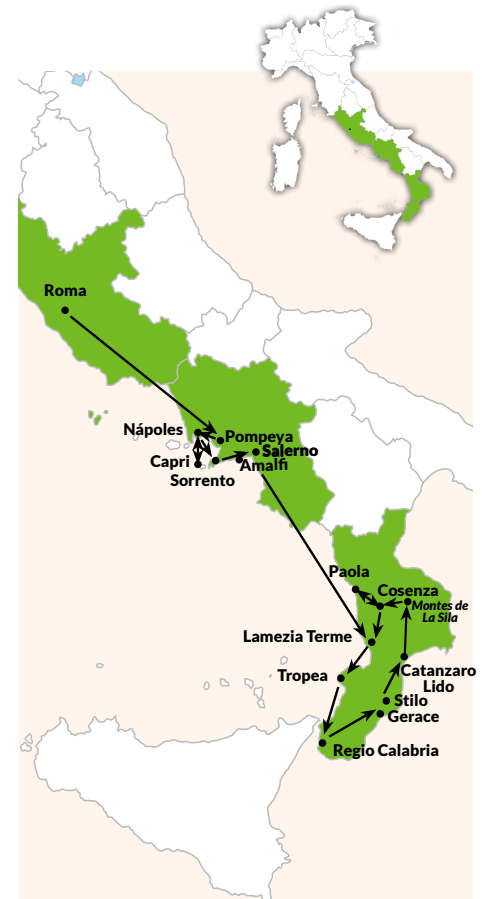 Roma
Nápoles
Pompeya
Salerno
Capri
Amalfi
Sorrento
Paola
Cosenza
Montes de
La Sila
Lamezia Terme
Tropea
Catanzaro
Lido
Stilo
Gerace
Regio Calabria